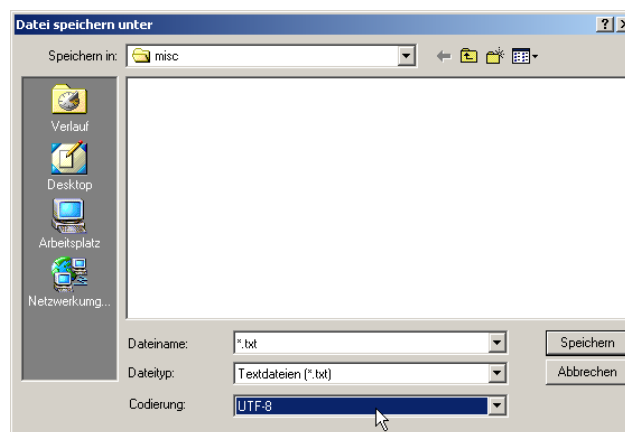 Datei speichern unter
Speichern in: misc
Verlauf
Desktop
Arbeitsplatz
Netzwerkumg...
Dateiname: *.txt Speichern
Dateityp: Textdateien (*.txt) Abbrechen
Codierung: UTF-8